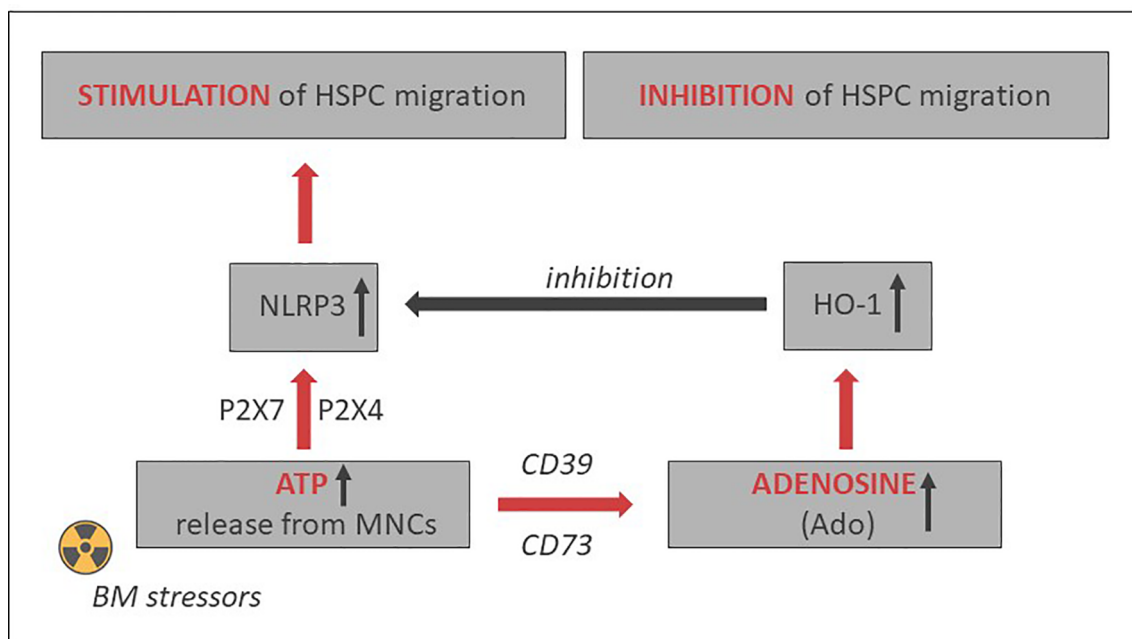 STIMULATION of HSPC migration
INHIBITION of HSPC migration
inhibition
NLRP3
HO-1
P2X7
P2X4
ATP
release from MNCs
CD39
CD73
ADENOSINE
(Ado)
BM stressors